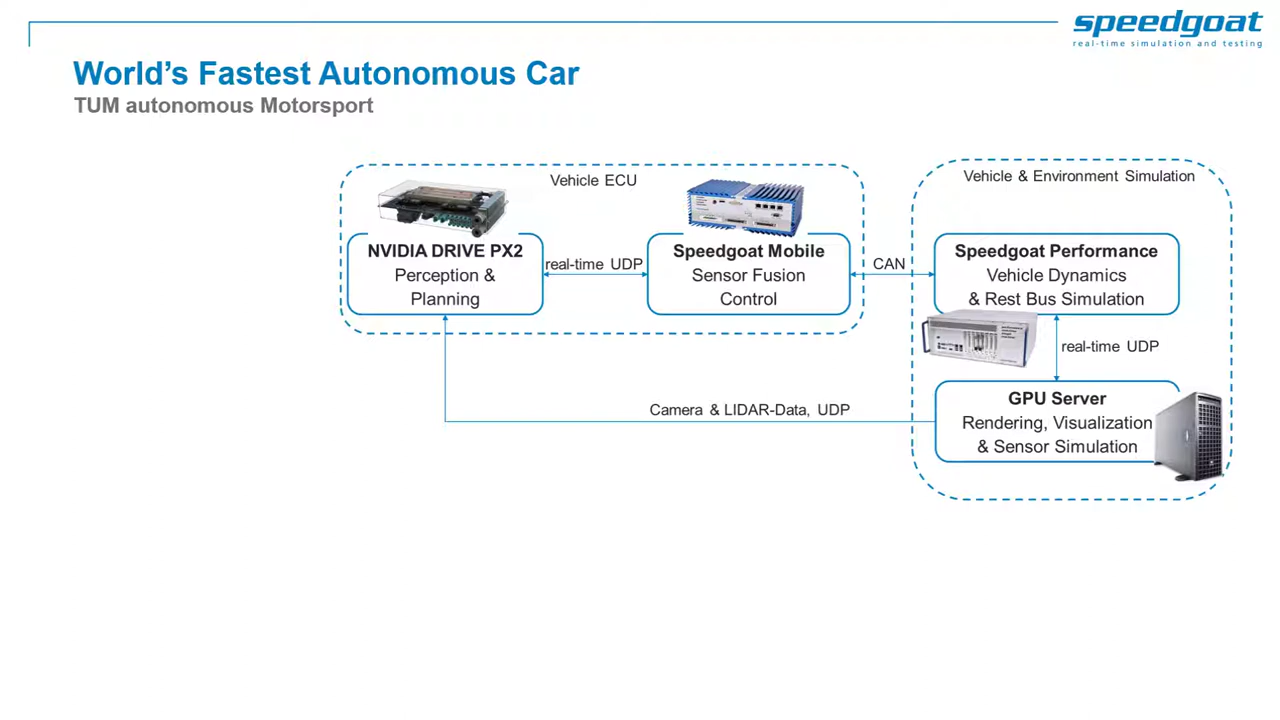 speedgoat
real-time simulation and testing
World's Fastest Autonomous Car
TUM autonomous Motorsport
Vehicle ECU
NVIDIA DRIVE PX2
Perception &
Planning
real-time UDP
Speedgoat Mobile
Sensor Fusion
Control
CAN
Vehicle & Environment Simulation
Speedgoat Performance
Vehicle Dynamics
& Rest Bus Simulation
real-time UDP
GPU Server
Rendering, Visualization
& Sensor Simulation
Camera & LIDAR-Data, UDP